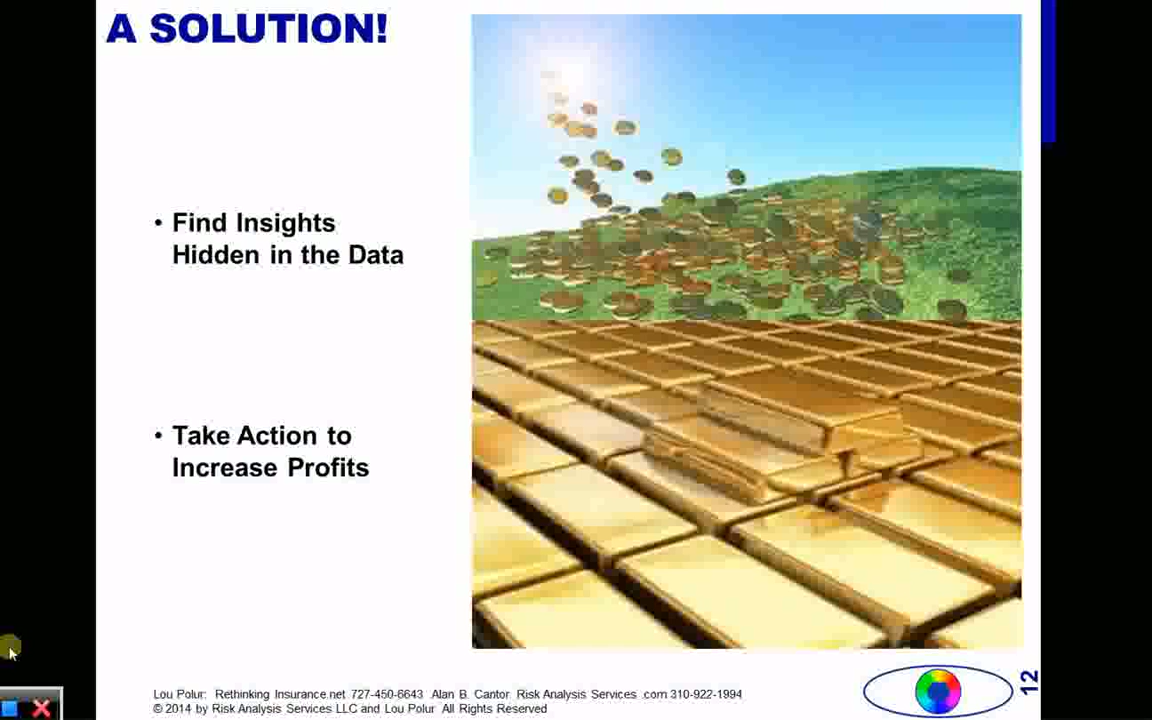 A SOLUTION!
• Find Insights
Hidden in the Data
• Take Action to
Increase Profits
Lou Polur: Rethinking Insurance.net 727-450-6643 .Alan B. Cantor Risk Analysis Services .com 310-922-1994
© 2014 by Risk Analysis Services LLC and Lou Polur All Rights Reserved
12